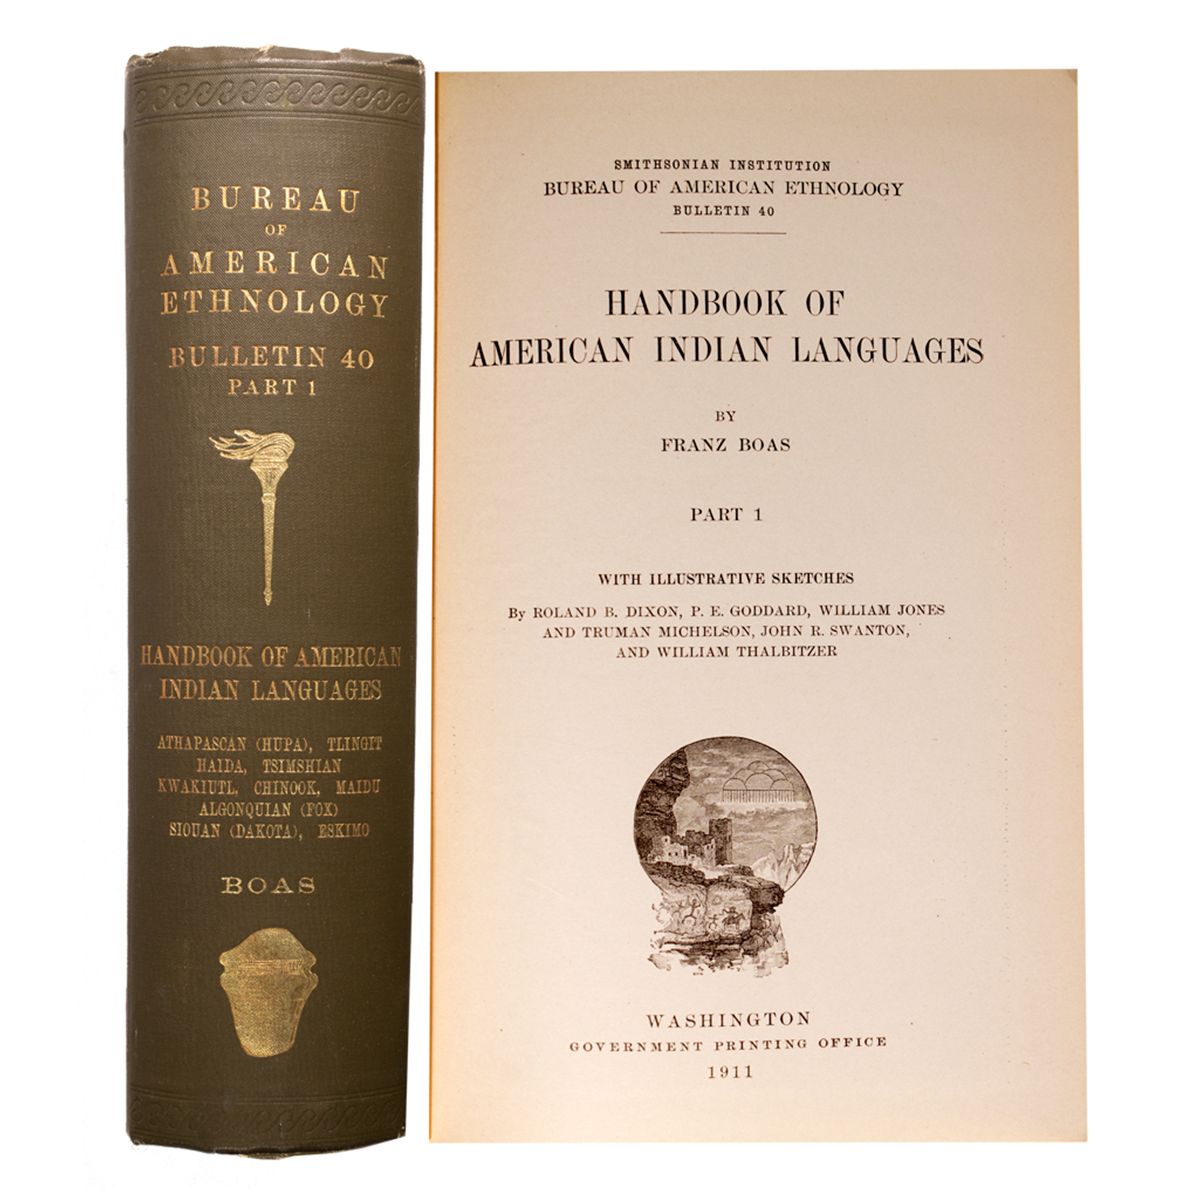 BUREAU
OF
AMERICAN
ETHNOLOGY
BULLETIN 40
PART 1
HANDBOOK OF AMERICAN
INDIAN LANGUAGES
ATHAPASCAN (HUPA), TLINGIT
HAIDA, TSIMSHIAN
KWAKIUTL, CHINOOK, MAIDU
ALGONQUIAN (FOX)
SIOUAN (DAKOTA), ESKIMO
BOAS
SMITHSONIAN INSTITUTION
BUREAU OF AMERICAN ETHNOLOGY
BULLETIN 40
HANDBOOK OF
AMERICAN INDIAN LANGUAGES
BY
FRANZ BOAS
PART 1
WITH ILLUSTRATIVE SKETCHES
By ROLAND B. DIXON, P. E. GODDARD, WILLIAM JONES
AND TRUMAN MICHELSON, JOHN R. SWANTON,
AND WILLIAM THALBITZER
WASHINGTON
GOVERNMENT PRINTING OFFICE
1911